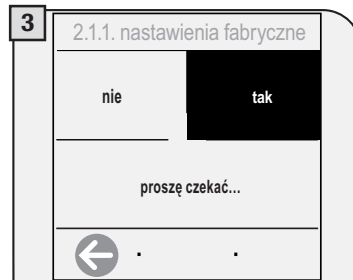 3
2.1.1. nastawienia fabryczne
nie tak
proszę czekać...
. .